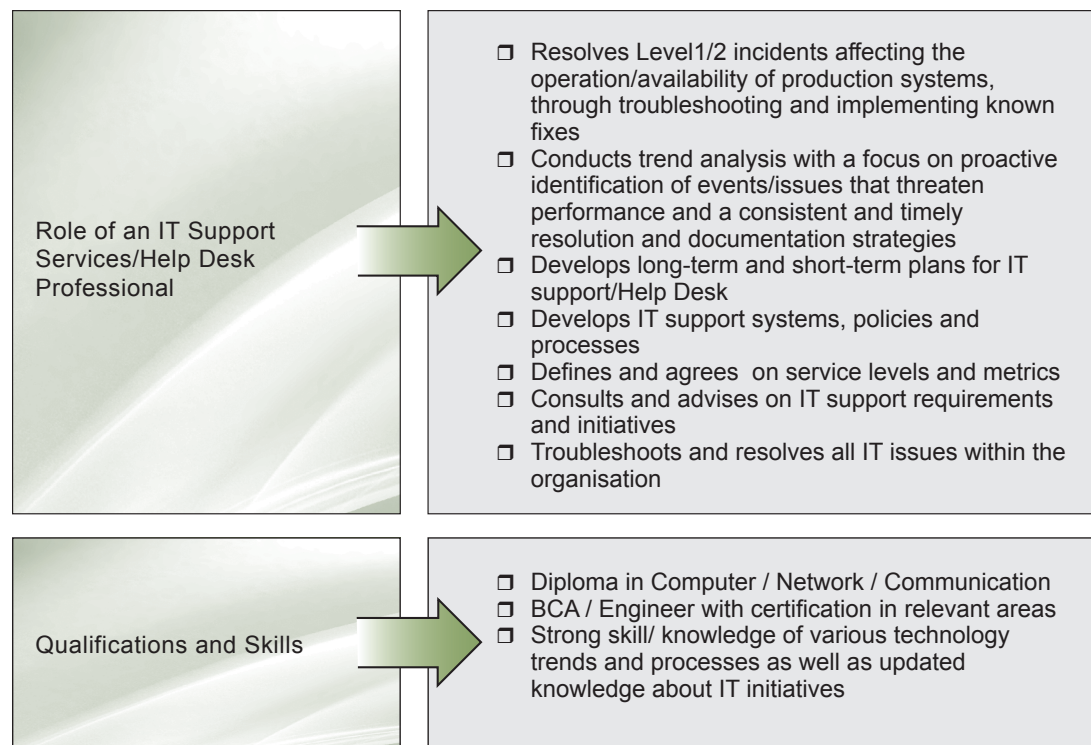 Role of an IT Support
Services/Help Desk
Professional
❒ Resolves Level1/2 incidents affecting the
operation/availability of production systems,
through troubleshooting and implementing known
fixes
❒ Conducts trend analysis with a focus on proactive
identification of events/issues that threaten
performance and a consistent and timely
resolution and documentation strategies
❒ Develops long-term and short-term plans for IT
support/Help Desk
❒ Develops IT support systems, policies and
processes
❒ Defines and agrees on service levels and metrics
❒ Consults and advises on IT support requirements
and initiatives
❒ Troubleshoots and resolves all IT issues within the
organisation
Qualifications and Skills
❒ Diploma in Computer / Network / Communication
❒ BCA / Engineer with certification in relevant areas
❒ Strong skill/ knowledge of various technology
trends and processes as well as updated
knowledge about IT initiatives